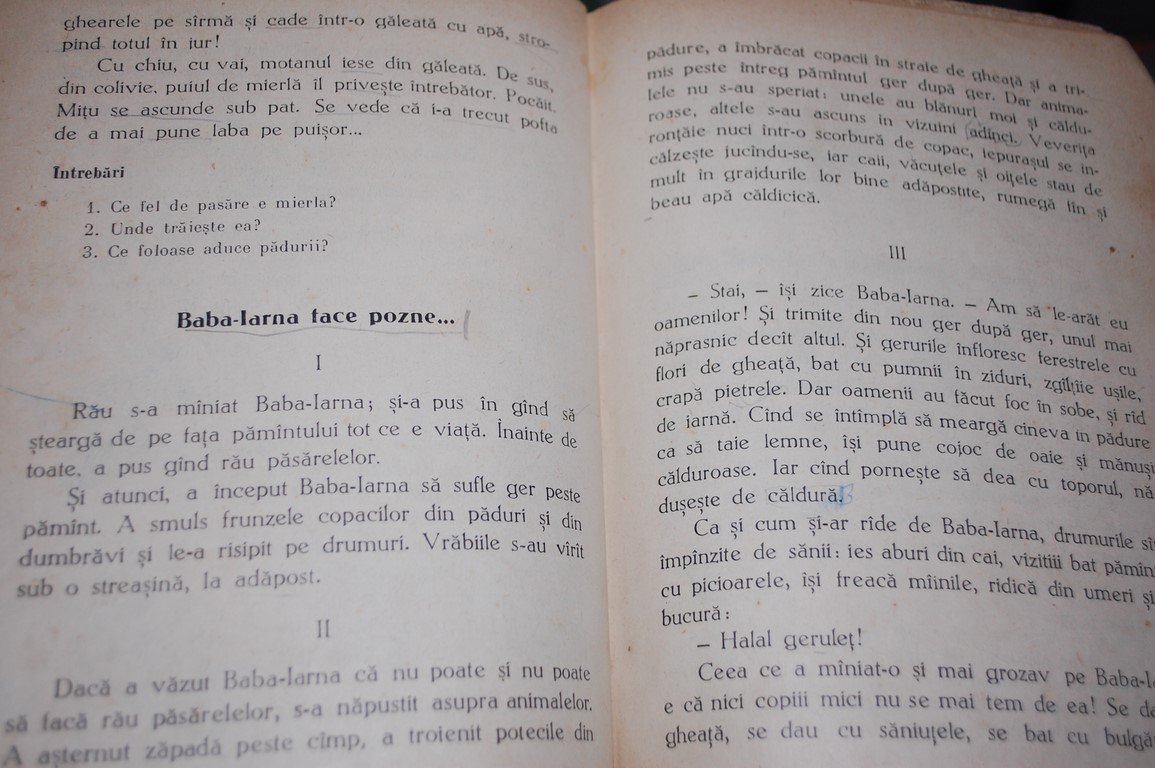 ghearele pe sîrmă și cade într-o găleată cu apă, stro-
pind totul în jur!
Cu chiu, cu vai, motanul iese din găleată. De sus,
din colivie, puiul de mierlă îl privește întrebător. Pocăit,
Mițu se ascunde sub pat. Se vede că i-a trecut pofta
de a mai pune laba pe puișor...
Întrebări
1. Ce fel de pasăre e mierla?
2. Unde trăiește ea?
3. Ce foloase aduce pădurii?
Baba-Iarna face pozne...
I
Rău s-a mîniat Baba-Iarna; și-a pus în gînd să
șteargă de pe fața pămîntului tot ce e viață. Înainte de
toate, a pus gînd rău păsărelelor.
Și atunci, a început Baba-Iarna să sufle ger peste
pămînt. A smuls frunzele copacilor din păduri și din
dumbrăvi și le-a risipit pe drumuri. Vrăbiile s-au vîrît
sub o streașină, la adăpost.
II
Dacă a văzut Baba-Iarna că nu poate și nu poate
să facă rău păsărelelor, s-a năpustit asupra animalelor.
A așternut zăpadă peste cîmp, a troienit potecile din
pădure, a îmbrăcat copacii în straie de gheață și a tri-
mis peste întreg pămîntul ger după ger. Dar anima-
lele nu s-au speriat: unele au blănuri moi și căldu-
roase, altele s-au ascuns in vizuini adînci. Veverița
ronțăie nuci într-o scorbură de copac, iepurașul se în-
călzește jucîndu-se, iar caii, văcuțele și oițele stau de
mult în grajdurile lor bine adăpostite, rumegă fîn și
beau apă căldicică.
III
– Stai, – își zice Baba-Iarna. – Am să le-arăt eu
oamenilor! Și trimite din nou ger după ger, unul mai
năprasnic decît altul. Și gerurile înfloresc ferestrele cu
flori de gheață, bat cu pumnii în ziduri, zgîlțîie ușile,
crapă pietrele. Dar oamenii au făcut foc în sobe, și rîd
de iarnă. Cînd se întîmplă să meargă cineva in pădure
ca să taie lemne, își pune cojoc de oaie și mănuși
călduroase. Iar cînd pornește să dea cu toporul, nă-
dușește de căldură.
Ca și cum și-ar rîde de Baba-Iarna, drumurile sî
împînzite de sănii: ies aburi din cai, vizitiii bat pămîn
cu picioarele, își freacă mîinile, ridică din umeri și
bucură:
– Halal geruleț!
Ceea ce a mîniat-o și mai grozav pe Baba-Ia
e că nici copiii mici nu se mai tem de ea! Se da
gheață, se dau cu săniuțele, se bat cu bulgă